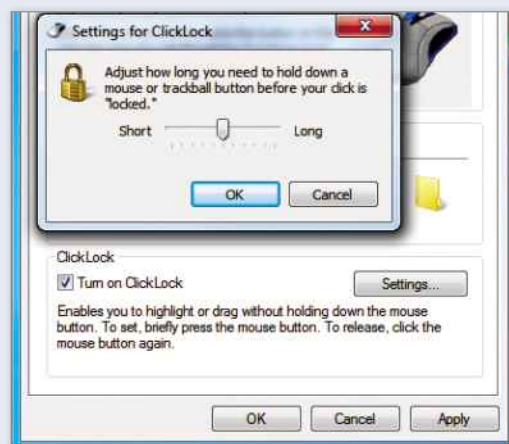 Settings for ClickLock
Adjust how long you need to hold down a
mouse or trackball button before your click is
"locked."
Short Long
OK Cancel
ClickLock
Turn on ClickLock Settings...
Enables you to highlight or drag without holding down the mouse
button. To set, briefly press the mouse button. To release, click the
mouse button again.
OK Cancel Apply